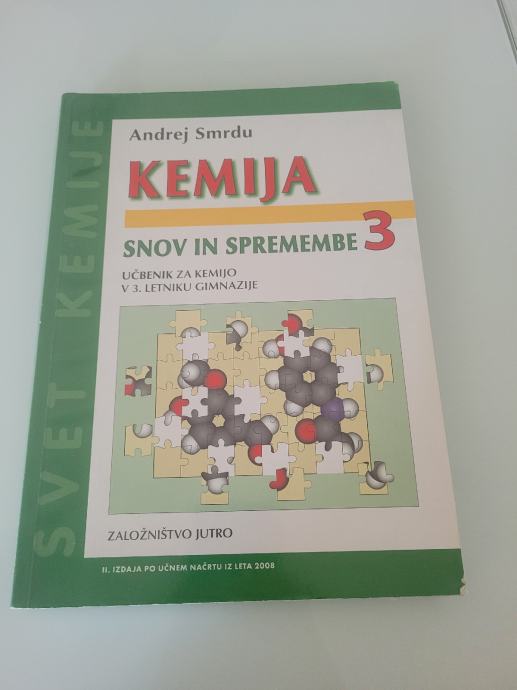 SVET KEMIJE
Andrej Smrdu
KEMIJA
SNOV IN SPREMEMBE 3
UČBENIK ZA KEMIJO
V 3. LETNIKU GIMNAZIJE
ZALOŽNIŠTVO JUTRO
II. IZDAJA PO UČNEM NAČRTU IZ LETA 2008